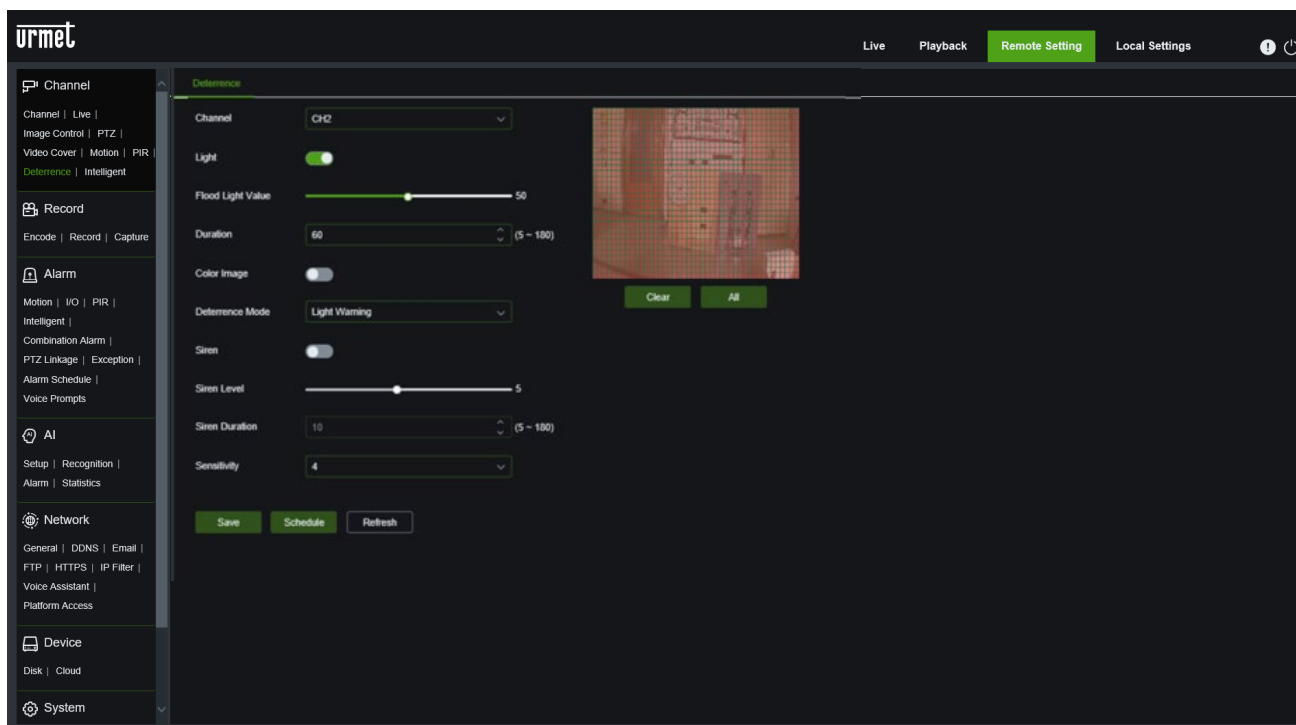 urmet
Live Playback Remote Setting Local Settings
Channel
Channel | Live |
Image Control | PTZ |
Video Cover | Motion | PIR |
Deterrence | Intelligent
Record
Encode | Record | Capture
Alarm
Motion | I/O | PIR |
Intelligent |
Combination Alarm |
PTZ Linkage | Exception |
Alarm Schedule |
Voice Prompts
AI
Setup | Recognition |
Alarm | Statistics
Network
General | DDNS | Email |
FTP | HTTPS | IP Filter |
Voice Assistant |
Platform Access
Device
Disk | Cloud
System
Deterrence
Channel CH2
Light
Flood Light Value 50
Duration 60 (5 ~ 180)
Color Image
Deterrence Mode Light Warning
Siren
Siren Level 5
Siren Duration 10 (5 ~ 180)
Sensitivity 4
Save Schedule Refresh
Clear All